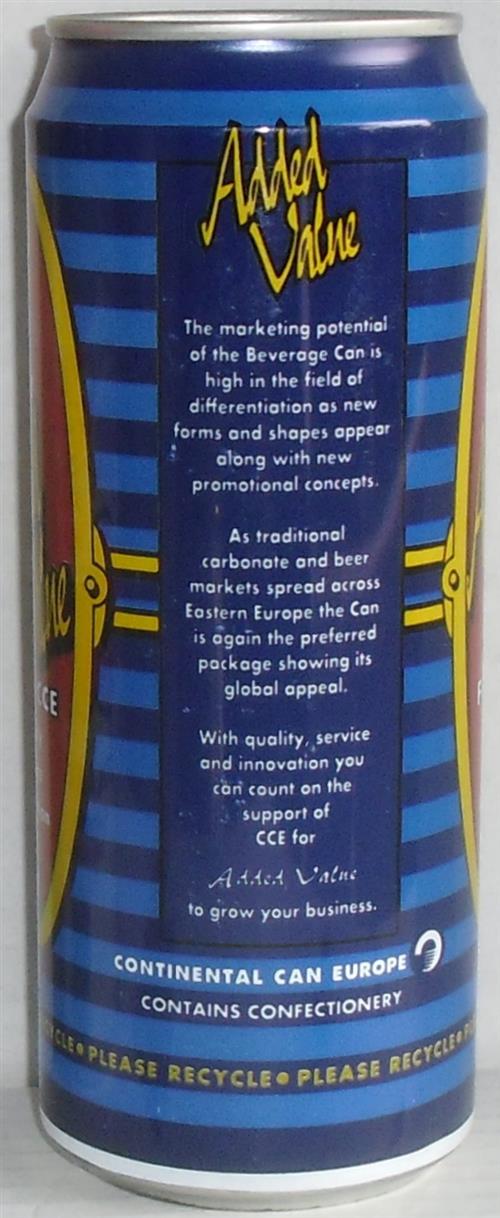 Added
Value
The marketing potential
of the Beverage Can is
high in the field of
differentiation as new
forms and shapes appear
along with new
promotional concepts.
As traditional
carbonate and beer
markets spread across
Eastern Europe the Can
is again the preferred
package showing its
global appeal.
With quality, service
and innovation you
can count on the
support of
CCE for
Added Value
to grow your business.
CONTINENTAL CAN EUROPE
CONTAINS CONFECTIONERY
PLEASE RECYCLE • PLEASE RECYCLE